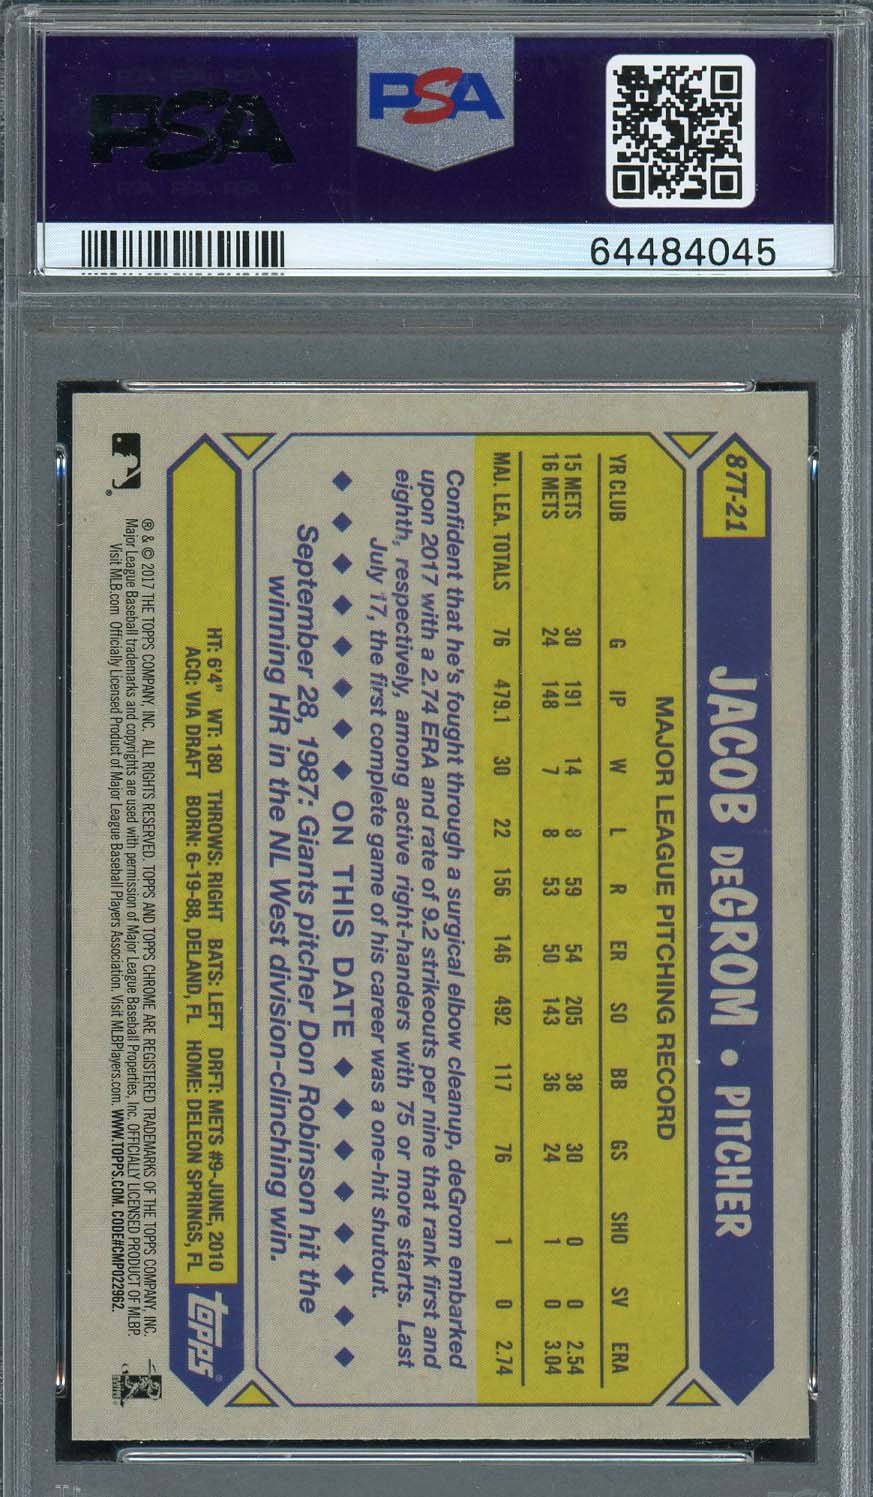 PSA
PSA PSA PSA
PSA
PSA PSA PSA
64484045
87T-21
JACOB DEGROM • PITCHER
MAJOR LEAGUE PITCHING RECORD
YR CLUB G IP W L R ER SO BB GS SHO SV ERA
15 METS 30 191 14 8 59 54 205 38 30 0 0 2.54
16 METS 24 148 7 8 53 50 143 36 24 1 0 3.04
MAJ. LEA. TOTALS 76 479.1 30 22 156 146 492 117 76 1 0 2.74
Confident that he's fought through a surgical elbow cleanup, deGrom embarked
upon 2017 with a 2.74 ERA and rate of 9.2 strikeouts per nine that rank first and
eighth, respectively, among active right-handers with 75 or more starts. Last
July 17, the first complete game of his career was a one-hit shutout.
◆ ◆ ◆ ◆ ◆ ◆ ◆ ◆ ON THIS DATE ◆ ◆ ◆ ◆ ◆ ◆ ◆ ◆
September 28, 1987: Giants pitcher Don Robinson hit the
winning HR in the NL West division-clinching win.
HT: 6'4" WT: 180 THROWS: RIGHT BATS: LEFT DRFT: METS #9-JUNE, 2010
ACQ: VIA DRAFT BORN: 6-19-88, DELAND, FL HOME: DELEON SPRINGS, FL
topps®
® & © 2017 THE TOPPS COMPANY, INC. ALL RIGHTS RESERVED. TOPPS AND TOPPS CHROME ARE REGISTERED TRADEMARKS OF THE TOPPS COMPANY, INC.
Major League Baseball trademarks and copyrights are used with permission of Major League Baseball Properties, Inc. OFFICIALLY LICENSED PRODUCT OF MLBP.
Visit MLB.com Officially Licensed Product of Major League Baseball Players Association. Visit MLBPlayers.com. WWW.TOPPS.COM. CODE#CMP022962.